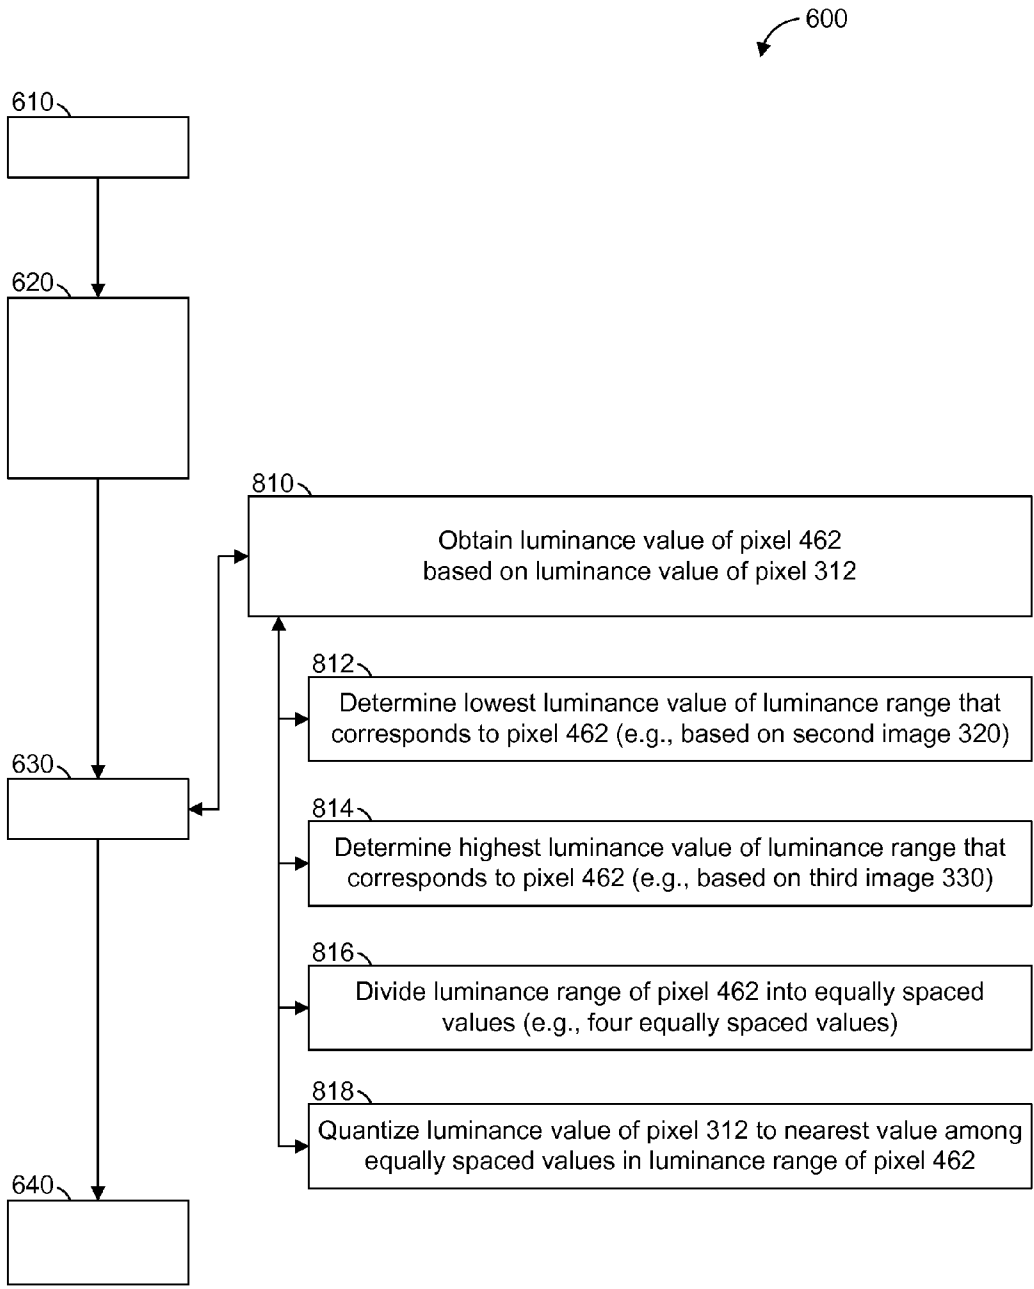 600
610
620
810
Obtain luminance value of pixel 462
based on luminance value of pixel 312
812
Determine lowest luminance value of luminance range that
corresponds to pixel 462 (e.g., based on second image 320)
630
814
Determine highest luminance value of luminance range that
corresponds to pixel 462 (e.g., based on third image 330)
816
Divide luminance range of pixel 462 into equally spaced
values (e.g., four equally spaced values)
818
Quantize luminance value of pixel 312 to nearest value among
equally spaced values in luminance range of pixel 462
640